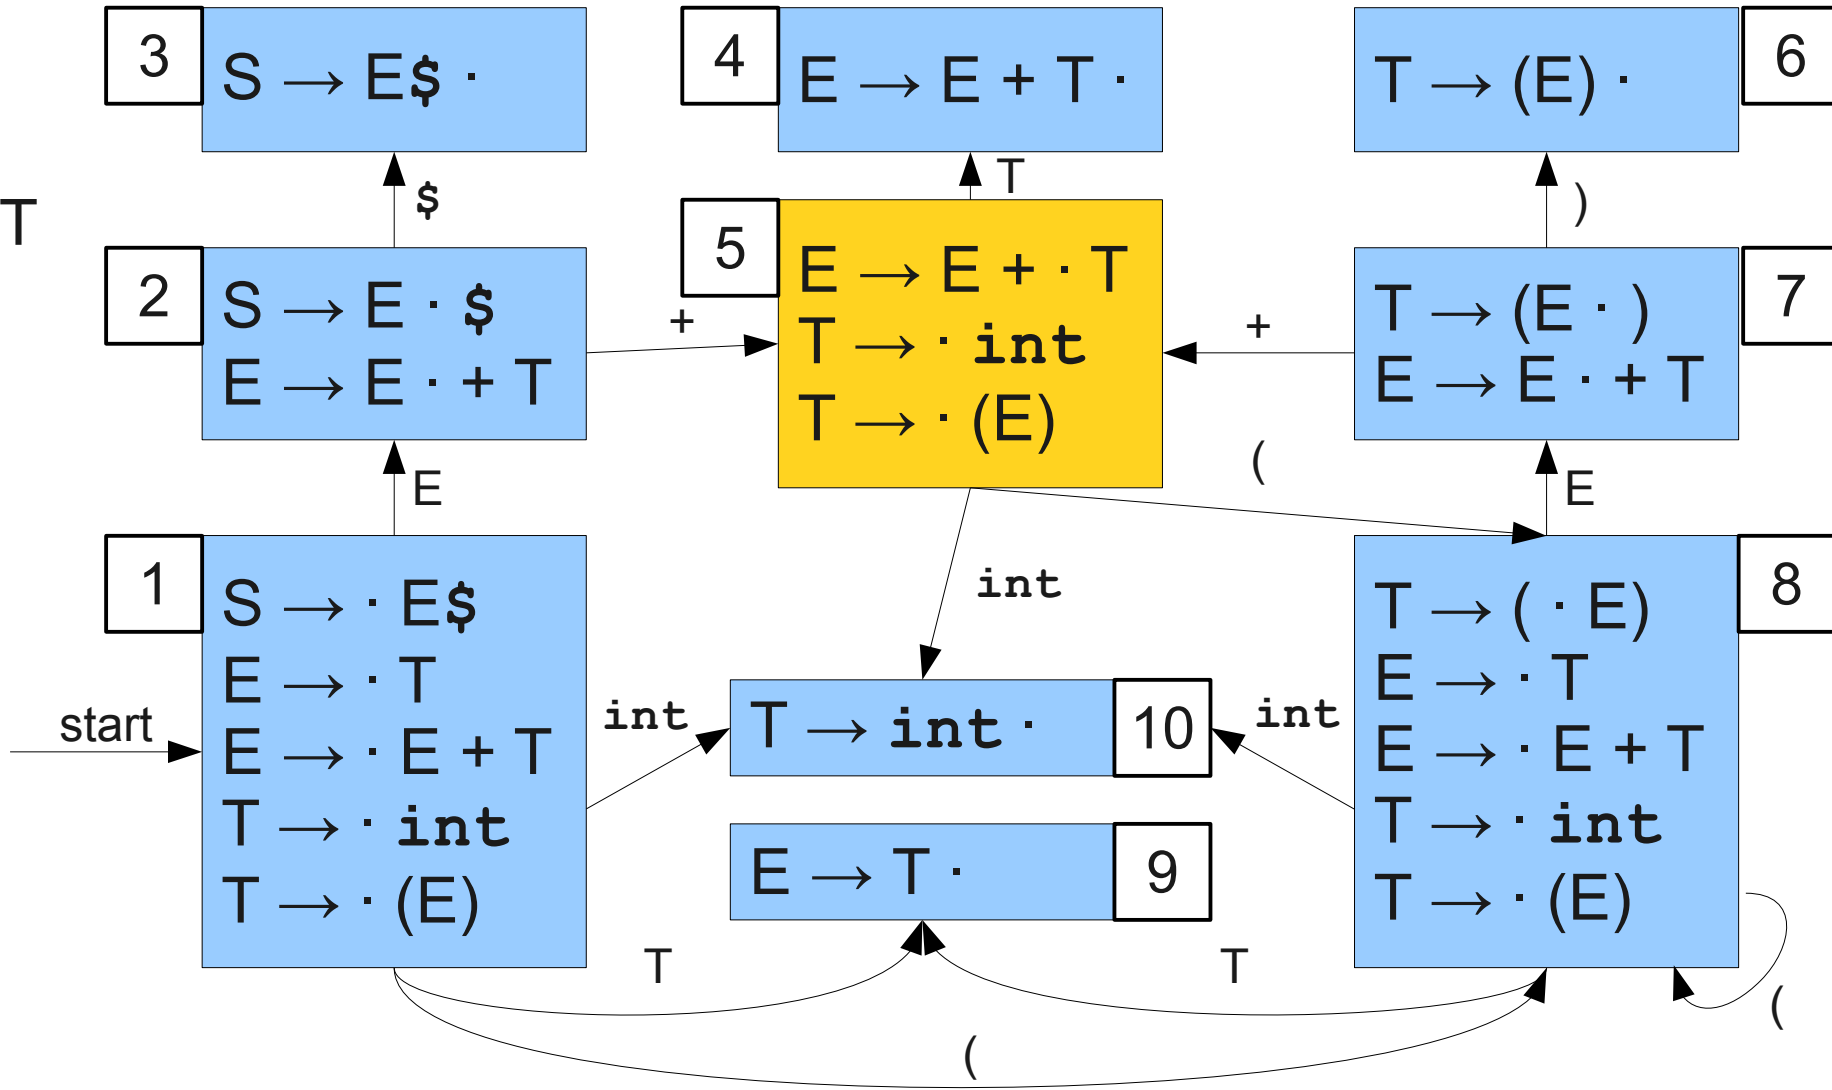 3
S → E$ ·
4
E → E + T ·
T → (E) ·
6
$
T
)
T
2
S → E · $
E → E · + T
+
5
E → E + · T
T → · int
T → · (E)
+
7
T → (E · )
E → E · + T
E
(
E
1
S → · E$
E → · T
E → · E + T
T → · int
T → · (E)
start
int
int
T → int ·
10
int
E → T ·
9
8
T → ( · E)
E → · T
E → · E + T
T → · int
T → · (E)
T
T
(
(